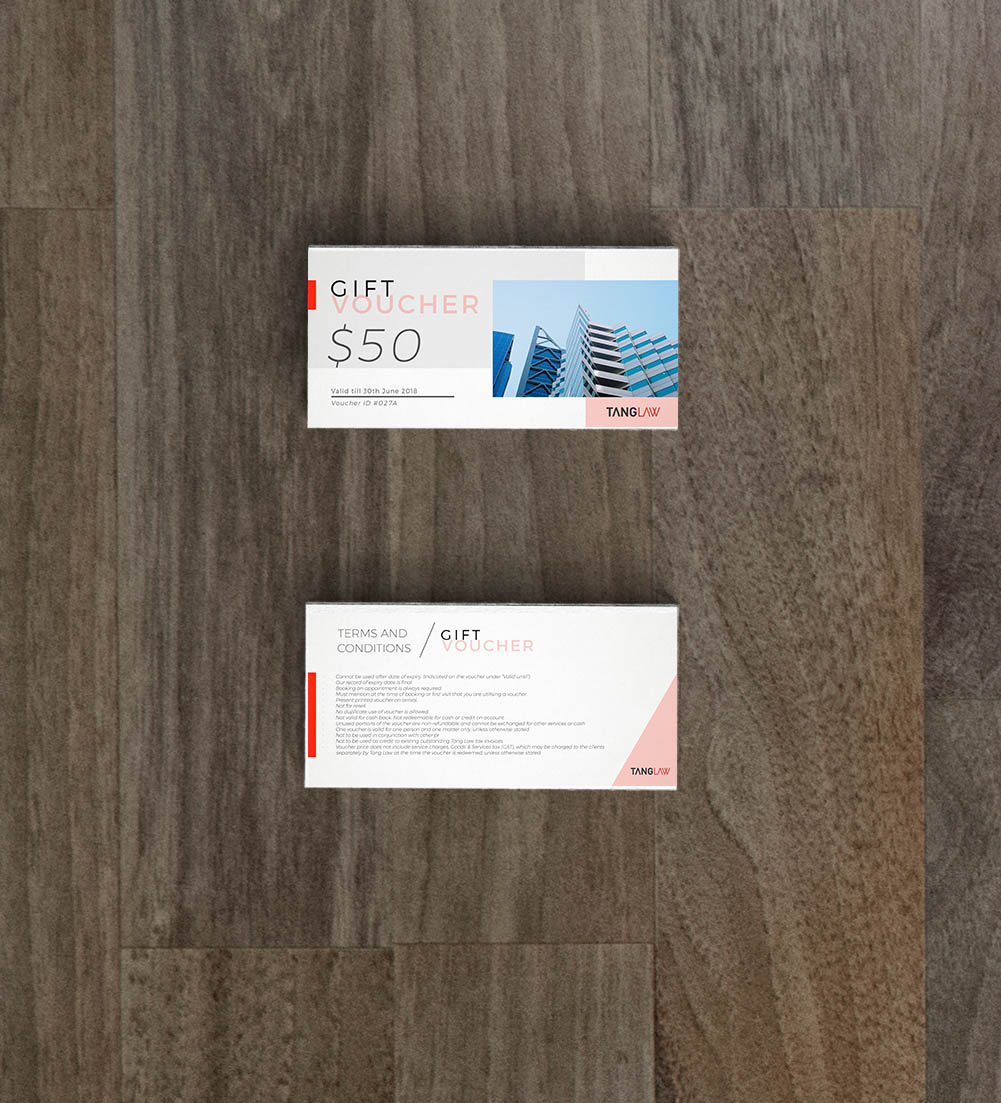 GIFT
VOUCHER
$50
Valid till 30th June 2018
Voucher ID #027A
TANGLAW
TERMS AND
CONDITIONS
/ GIFT
VOUCHER
Cannot be used after date of expiry. (Indicated on the voucher under "Valid until")
Our record of expiry date is final
Booking an appointment is always required.
Must mention at the time of booking or first visit that you are utilising a voucher.
Present printed voucher on arrival.
Not for resell.
No duplicate use of voucher is allowed.
Not valid for cash back. Not redeemable for cash or credit on account.
Unused portions of the voucher are non-refundable and cannot be exchanged for other services or cash
One voucher is valid for one person and one matter only, unless otherwise stated.
Not to be used in conjunction with other pr
Not to be used as credit to existing outstanding Tang Law tax invoices.
Voucher price does not include service charges, Goods & Services tax (GST), which may be charged to the clients
separately by Tang Law at the time the voucher is redeemed, unless otherwise stated.
TANGLAW